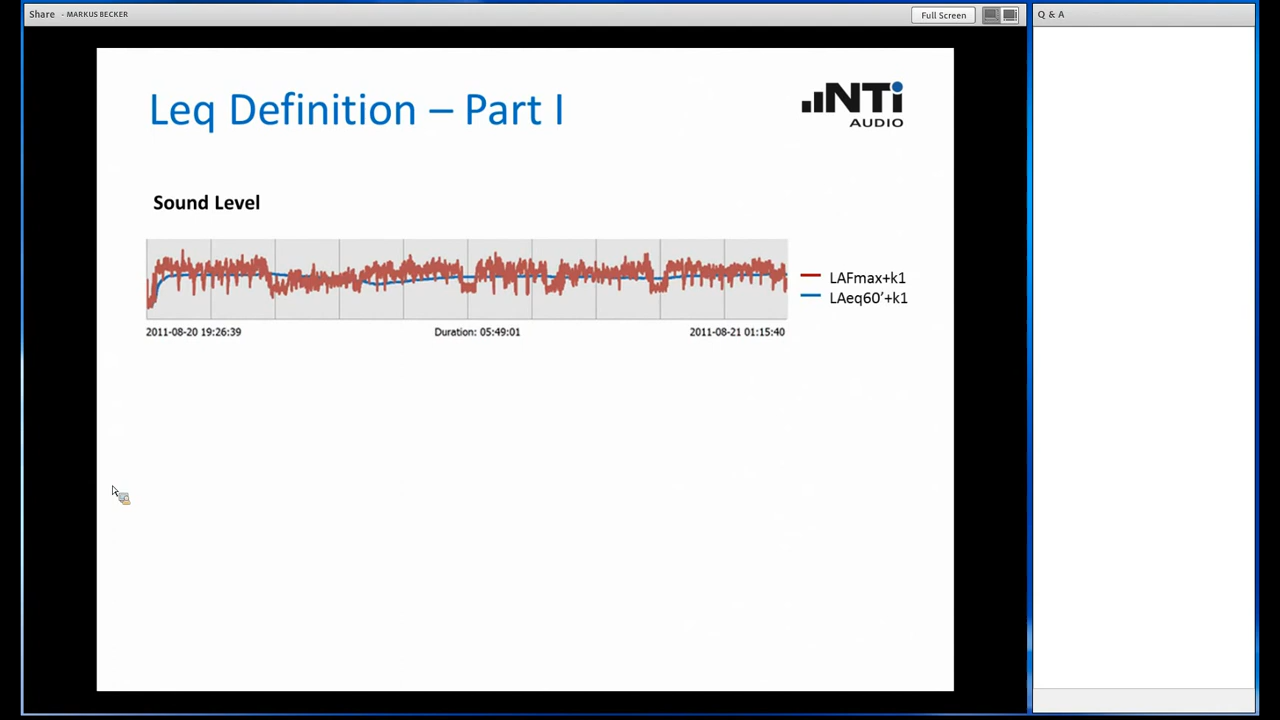 Share - MARKUS BECKER
Full Screen
Q & A
Leq Definition – Part I
NTi
AUDIO
Sound Level
LAFmax+k1
LAeq60'+k1
2011-08-20 19:26:39
Duration: 05:49:01
2011-08-21 01:15:40